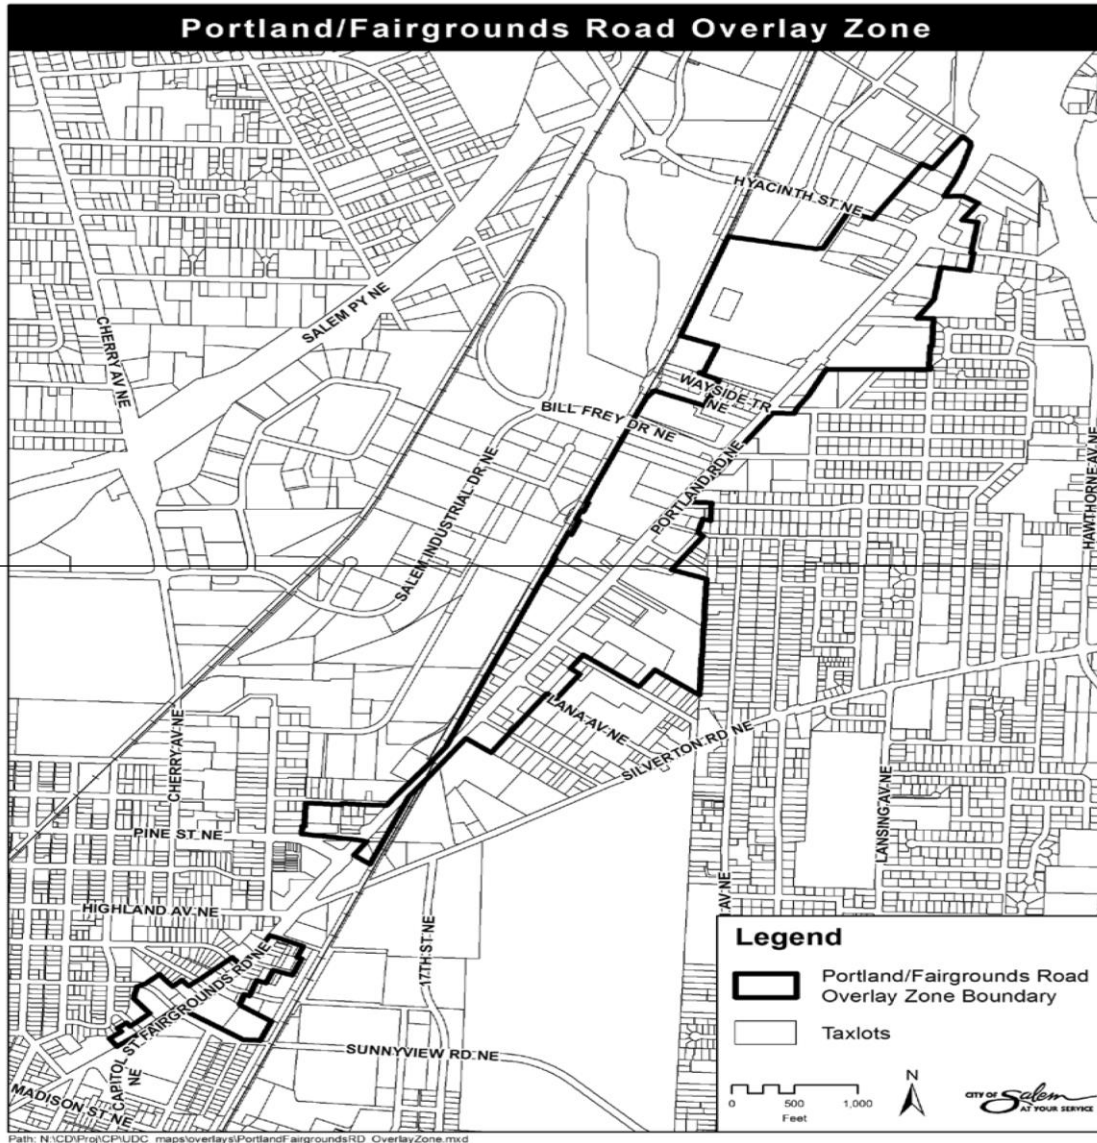 Portland/Fairgrounds Road Overlay Zone
HYACINTH ST NE
SALEM PY NE
CHERRY AV NE
WAYSIDE TR
NE
BILL FREY DR NE
PORTLAND RD NE
SALEM INDUSTRIAL DR NE
HAWTHORNE AV NE
LANA AV NE
SILVERTON RD NE
CHERRY AV NE
LANSING AV NE
PINE ST NE
AV NE
HIGHLAND AV NE
17TH ST NE
FAIRGROUNDS RD NE
CAPITOL ST
NE
SUNNYVIEW RD NE
MADISON ST NE
Legend
Portland/Fairgrounds Road
Overlay Zone Boundary
Taxlots
N
0 500 1,000
Feet
CITY OF Salem
AT YOUR SERVICE
Path: N:\CD\Proj\CP\UDC_maps\overlays\PortlandFairgroundsRD_OverlayZone.mxd